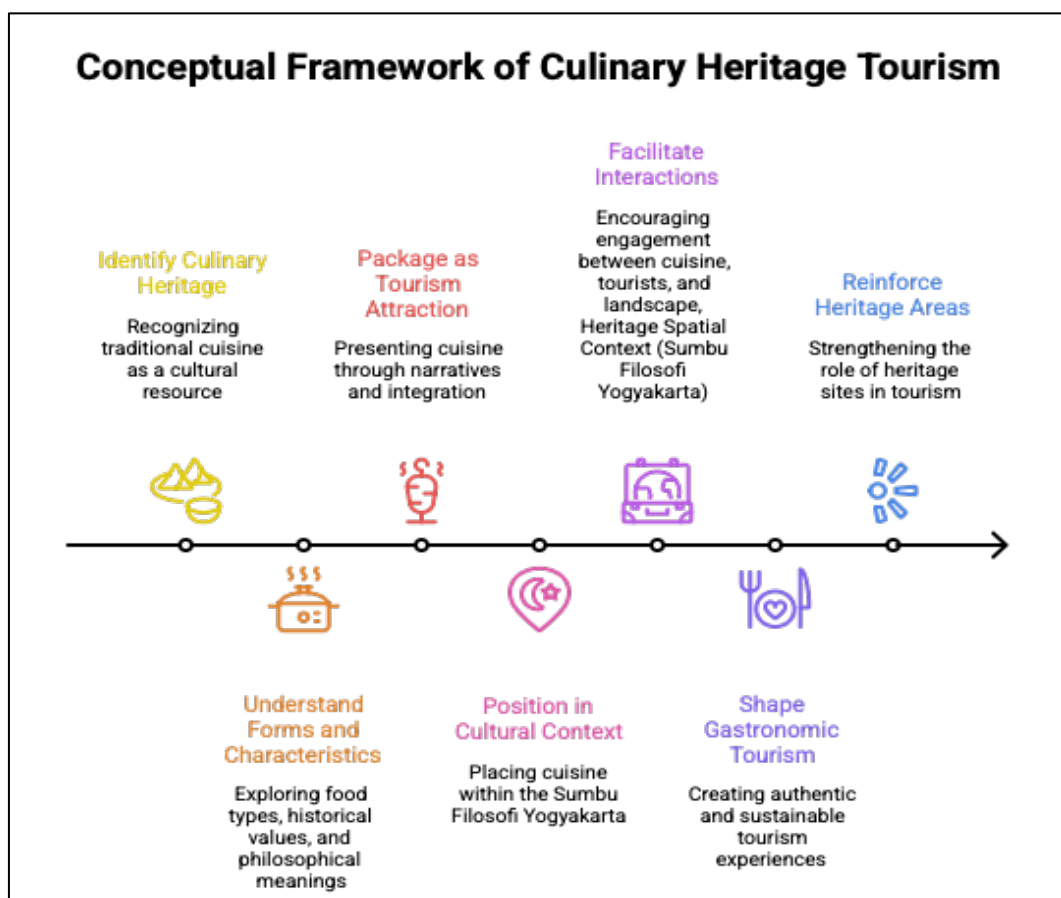 Conceptual Framework of Culinary Heritage Tourism
Identify Culinary
Heritage
Recognizing
traditional cuisine
as a cultural
resource
Understand
Forms and
Characteristics
Exploring food
types, historical
values, and
philosophical
meanings
Package as
Tourism
Attraction
Presenting cuisine
through narratives
and integration
Position in
Cultural Context
Placing cuisine
within the Sumbu
Filosofi Yogyakarta
Facilitate
Interactions
Encouraging
engagement
between cuisine,
tourists, and
landscape,
Heritage Spatial
Context (Sumbu
Filosofi
Yogyakarta)
Shape
Gastronomic
Tourism
Creating authentic
and sustainable
tourism
experiences
Reinforce
Heritage Areas
Strengthening the
role of heritage
sites in tourism